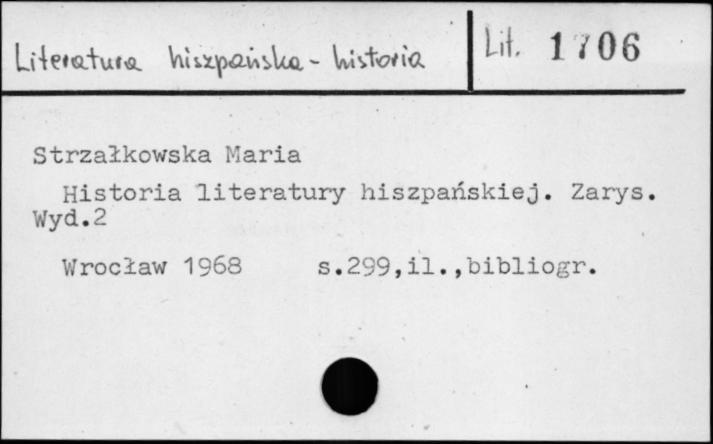 Literatura hiszpańska - historia
Lit. 1706
Strzałkowska Maria
Historia literatury hiszpańskiej. Zarys.
Wyd.2
Wrocław 1968 s.299,il.,bibliogr.